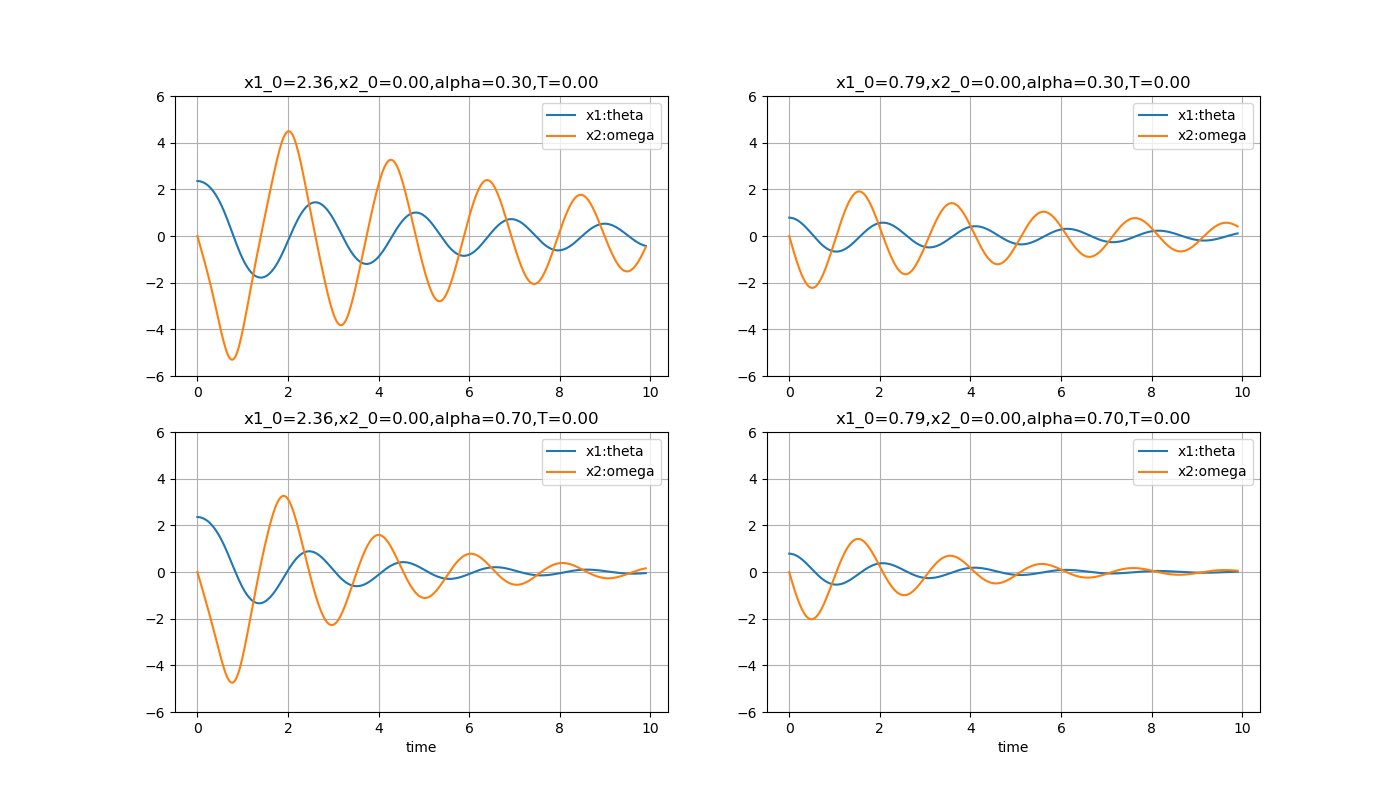 x1_0=2.36,x2_0=0.00,alpha=0.30,T=0.00
6
4
2
0
−2
−4
−6
0 2 4 6 8 10
x1:theta
x2:omega
x1_0=0.79,x2_0=0.00,alpha=0.30,T=0.00
6
4
2
0
−2
−4
−6
0 2 4 6 8 10
x1:theta
x2:omega
x1_0=2.36,x2_0=0.00,alpha=0.70,T=0.00
6
4
2
0
−2
−4
−6
0 2 4 6 8 10
x1:theta
x2:omega
time
x1_0=0.79,x2_0=0.00,alpha=0.70,T=0.00
6
4
2
0
−2
−4
−6
0 2 4 6 8 10
x1:theta
x2:omega
time